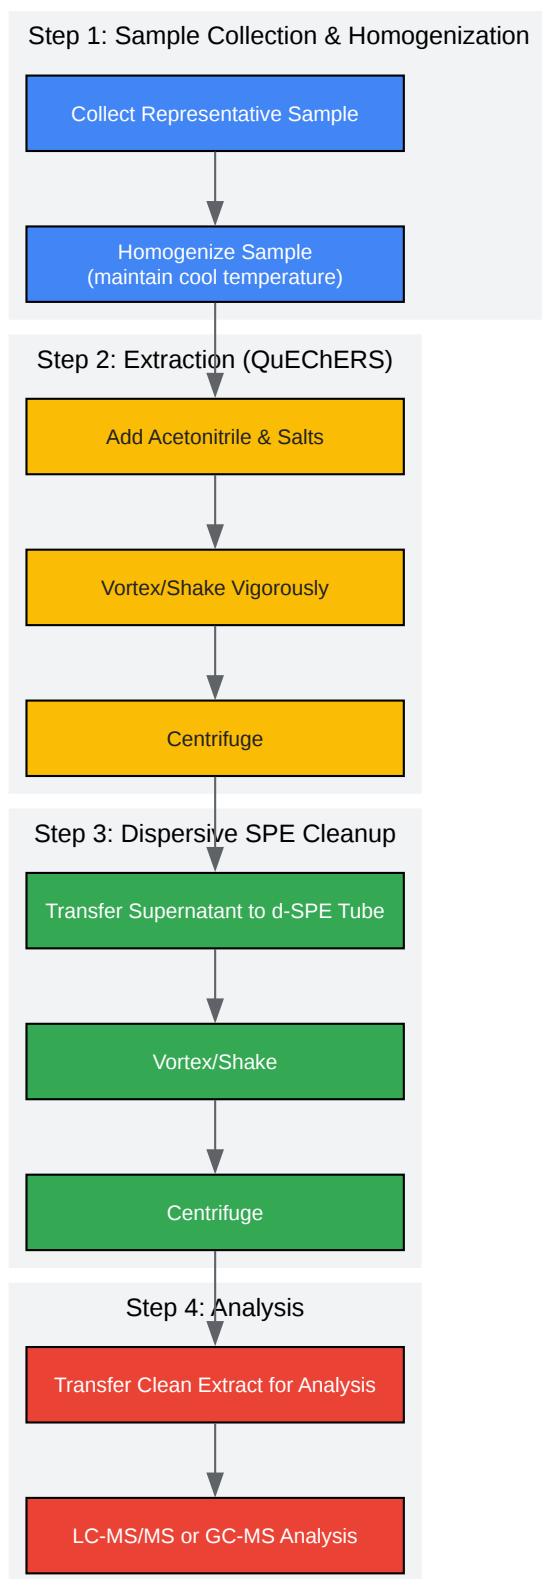 Step 1: Sample Collection & Homogenization
Collect Representative Sample
Homogenize Sample
(maintain cool temperature)
Step 2: Extraction (QuEChERS)
Add Acetonitrile & Salts
Vortex/Shake Vigorously
Centrifuge
Step 3: Dispersive SPE Cleanup
Transfer Supernatant to d-SPE Tube
Vortex/Shake
Centrifuge
Step 4: Analysis
Transfer Clean Extract for Analysis
LC-MS/MS or GC-MS Analysis